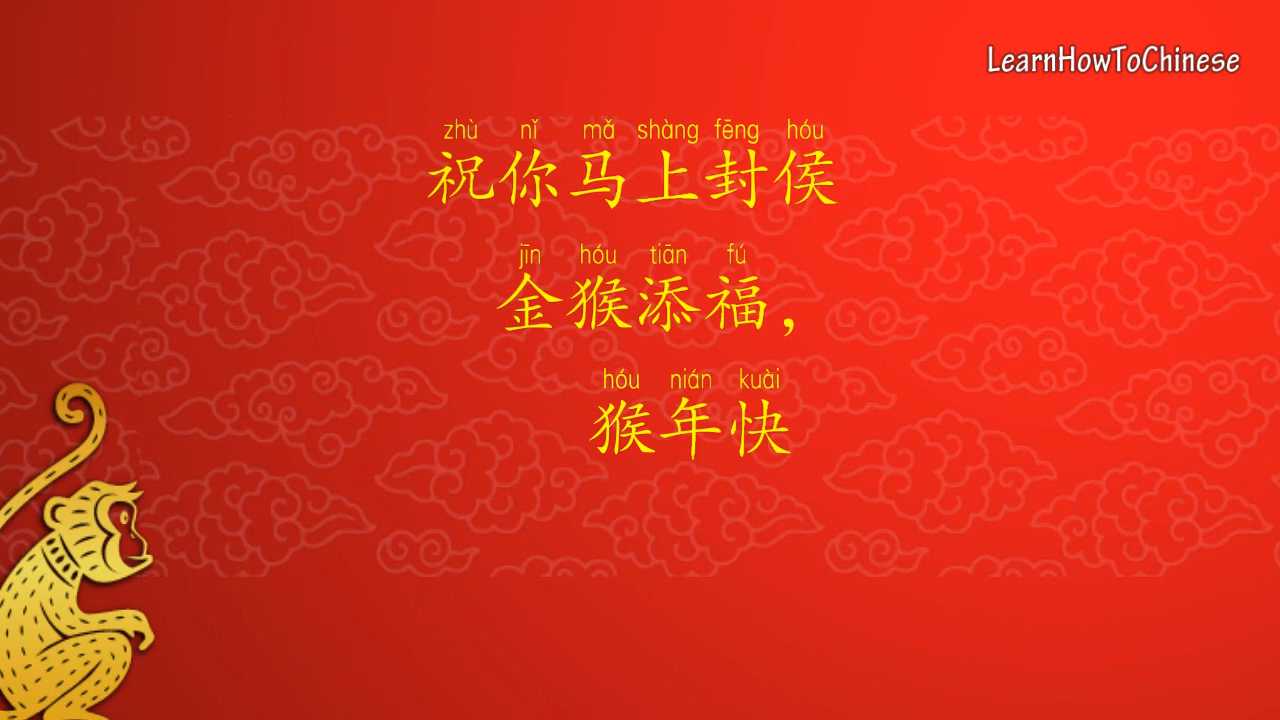 LearnHowToChinese
zhù nǐ mǎ shàng fēng hóu
祝你马上封侯
jīn hóu tiān fú
金猴添福，
hóu nián kuài
猴年快